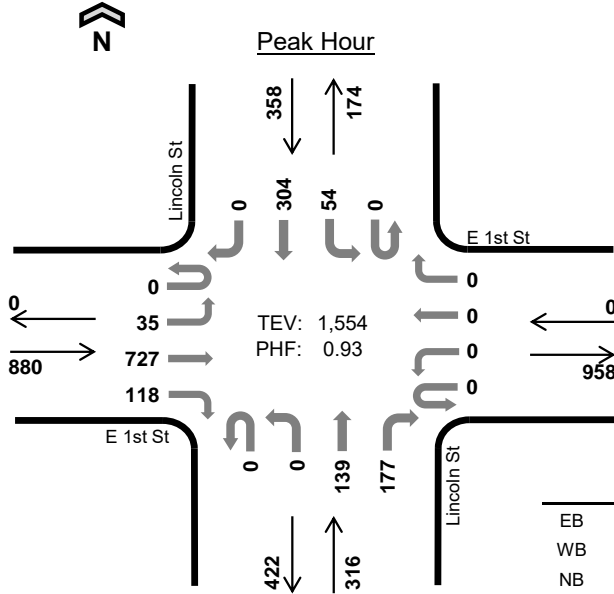 N
Peak Hour
358
174
Lincoln St
0
304
54
0
E 1st St
0
35
727
118
0
880
TEV: 1,554
PHF: 0.93
0
0
0
0
0
958
E 1st St
0
0
139
177
Lincoln St
422
316
EB
WB
NB